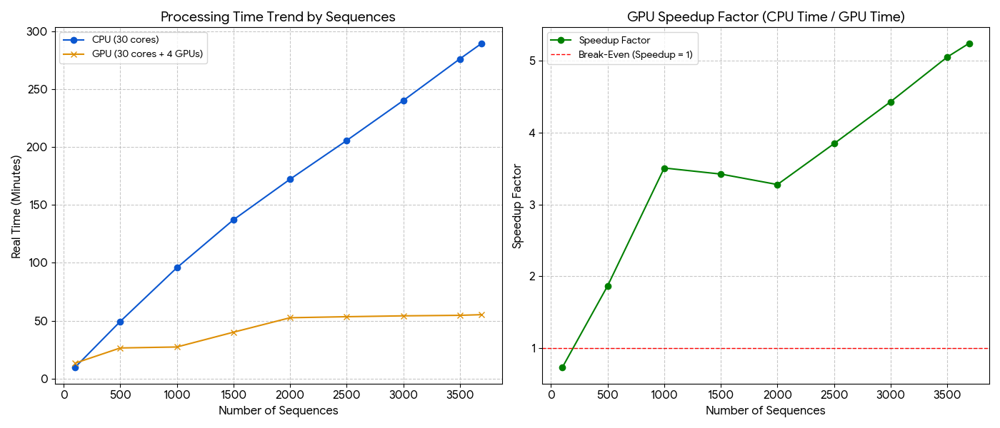 Processing Time Trend by Sequences
CPU (30 cores)
GPU (30 cores + 4 GPUs)
Real Time (Minutes)
300
250
200
150
100
50
0
0 500 1000 1500 2000 2500 3000 3500
Number of Sequences
GPU Speedup Factor (CPU Time / GPU Time)
Speedup Factor
Break-Even (Speedup = 1)
Speedup Factor
5
4
3
2
1
0 500 1000 1500 2000 2500 3000 3500
Number of Sequences